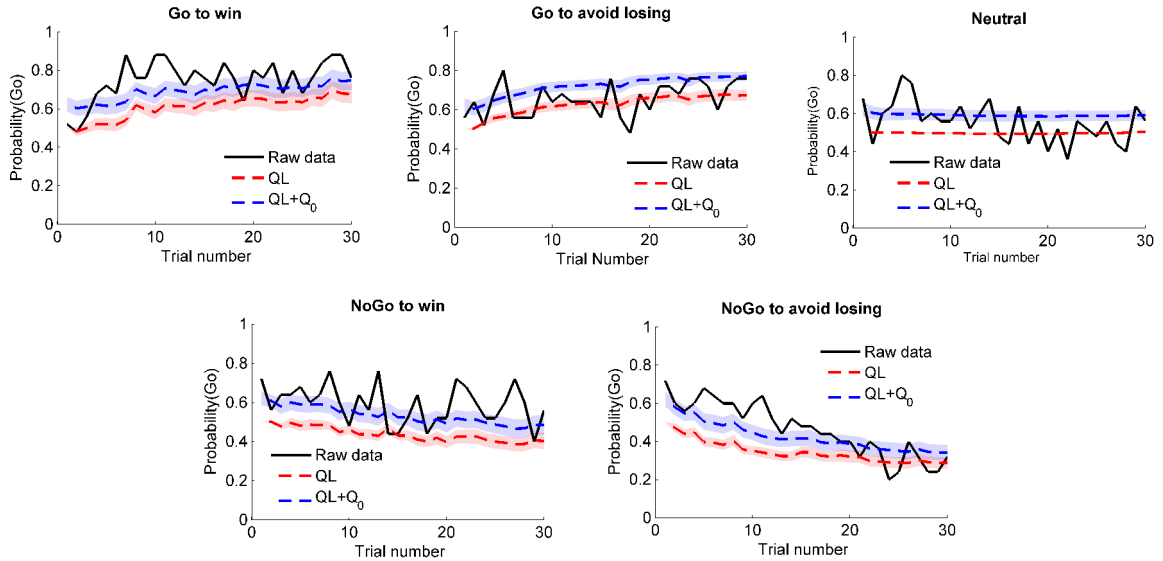 Go to win
Probability(Go)
1
0.8
0.6
0.4
0.2
0
Raw data
QL
QL+Q0
0 10 20 30
Trial number
Go to avoid losing
Probability(Go)
1
0.8
0.6
0.4
0.2
0
Raw data
QL
QL+Q0
0 10 20 30
Trial Number
Neutral
Probability(Go)
1
0.8
0.6
0.4
0.2
0
Raw data
QL
QL+Q0
0 10 20 30
Trial number
NoGo to win
Probability(Go)
1
0.8
0.6
0.4
0.2
0
Raw data
QL
QL+Q0
0 10 20 30
Trial number
NoGo to avoid losing
Probability(Go)
1
0.8
0.6
0.4
0.2
0
Raw data
QL
QL+Q0
0 10 20 30
Trial number